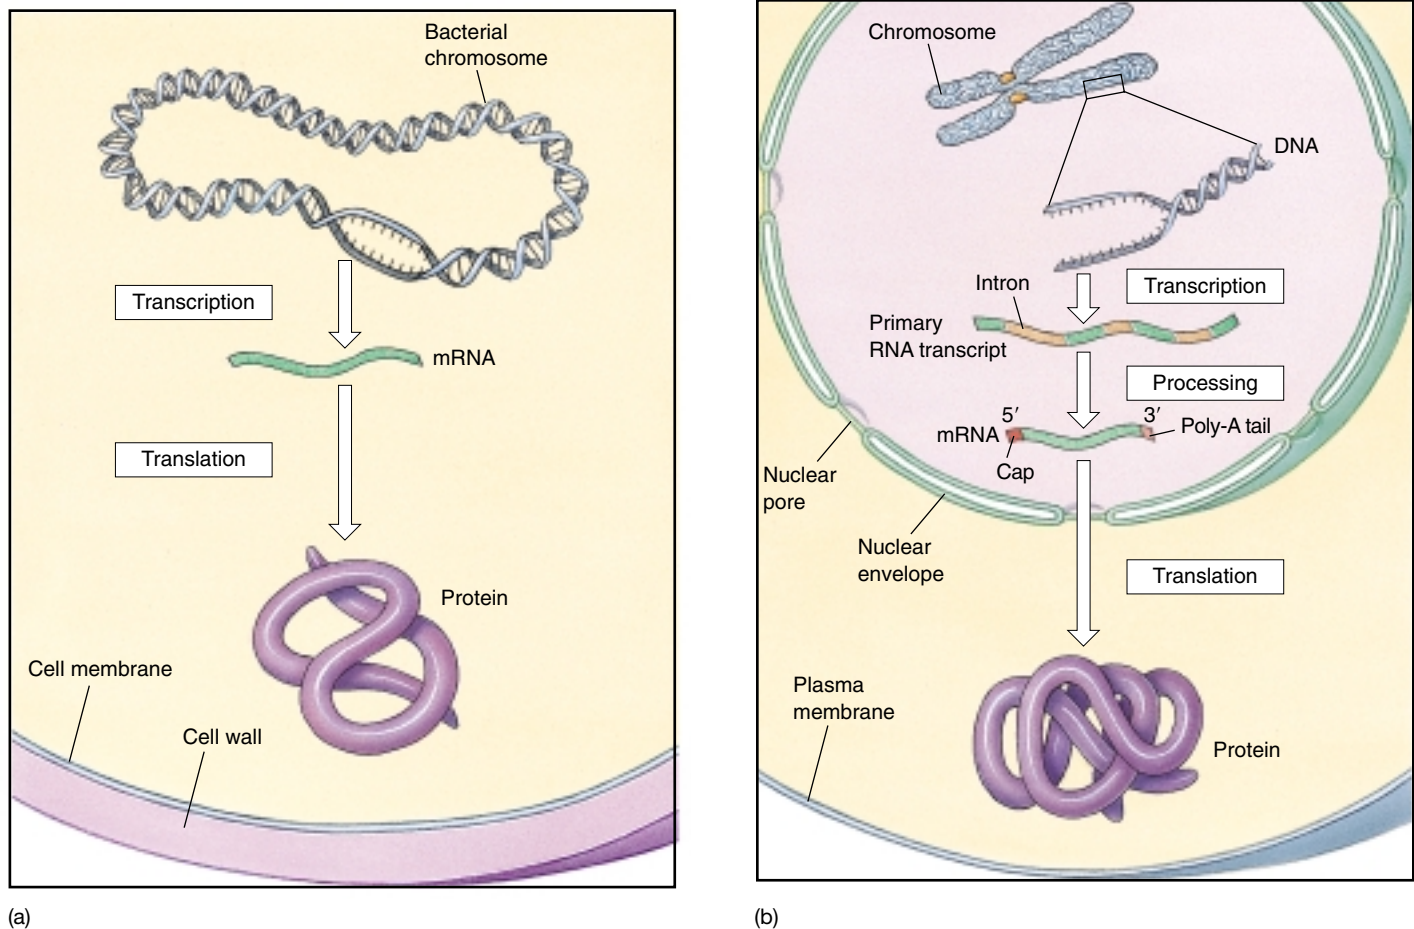 Bacterial
chromosome
Transcription
mRNA
Translation
Protein
Cell membrane
Cell wall
(a)
Chromosome
DNA
Intron
Transcription
Primary
RNA transcript
Processing
5′
3′
mRNA
Poly-A tail
Cap
Nuclear
pore
Nuclear
envelope
Translation
Plasma
membrane
Protein
(b)